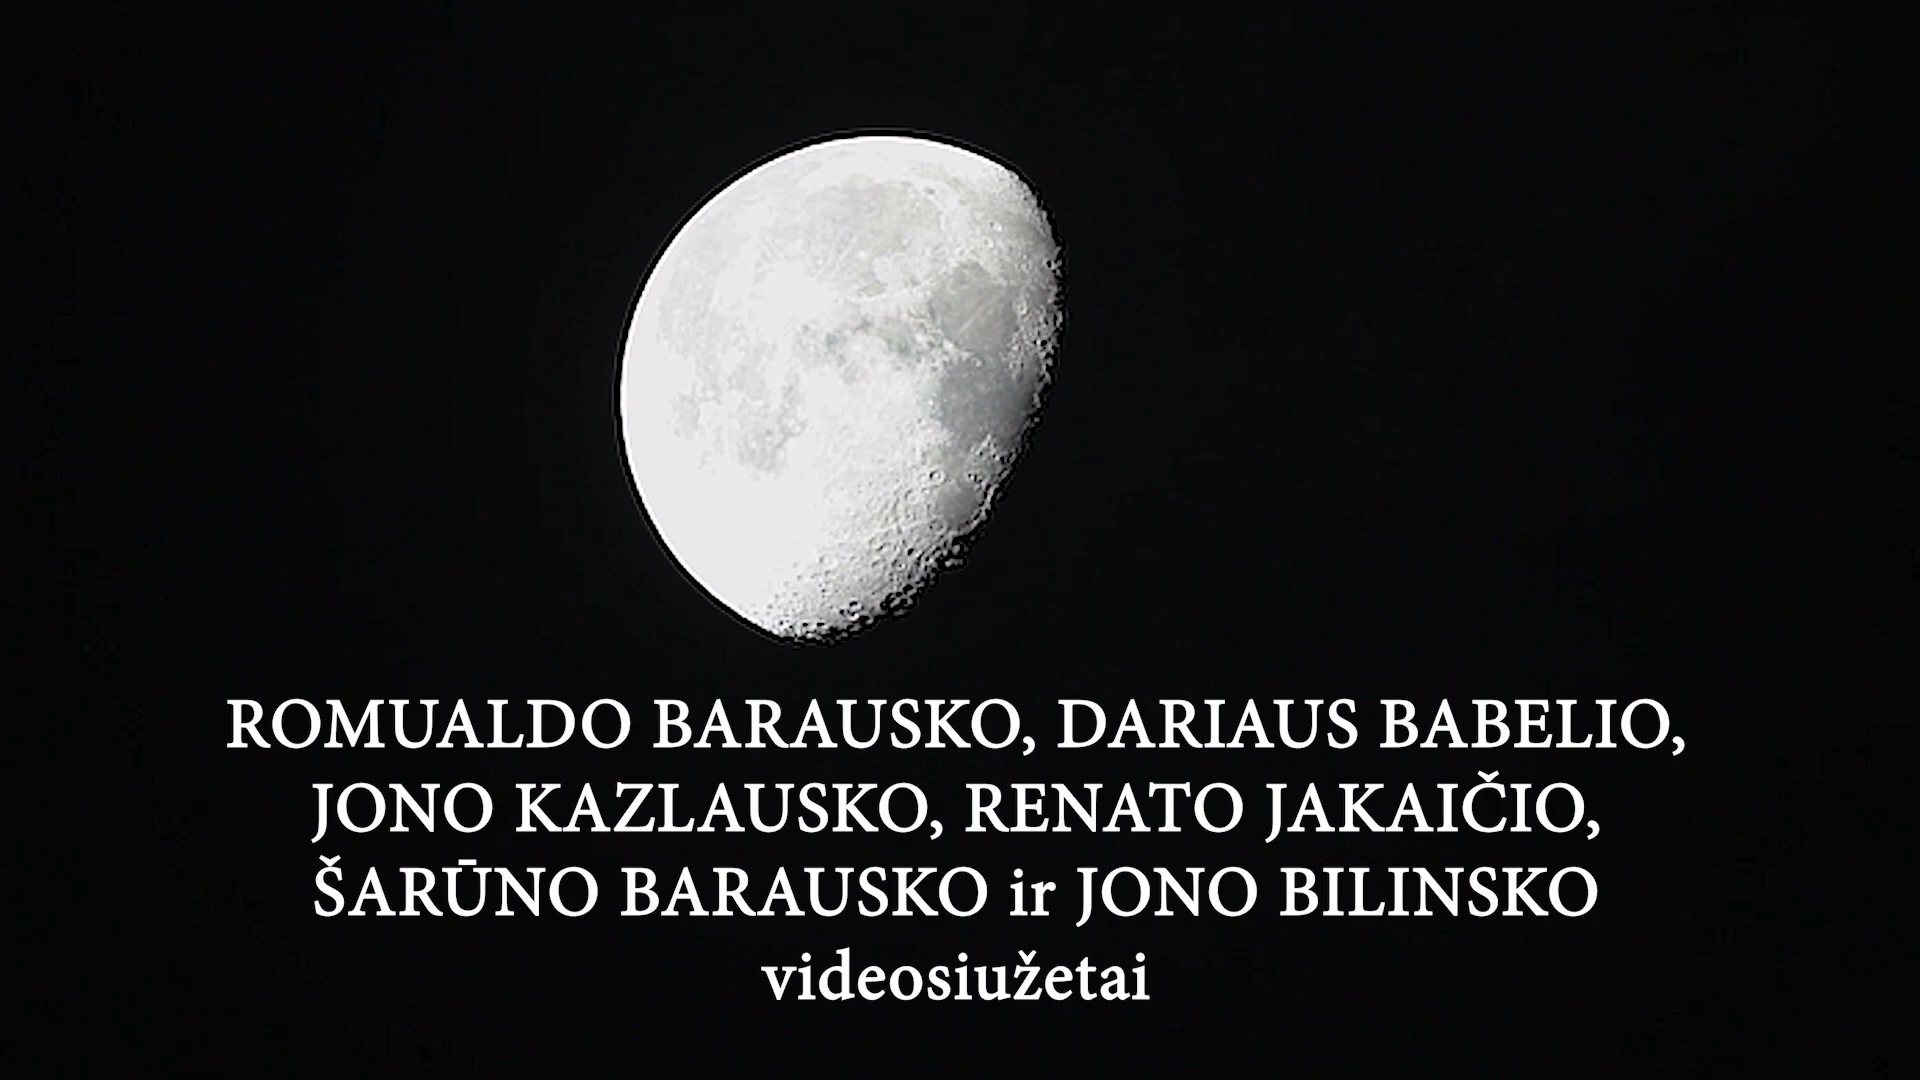 ROMUALDO BARAUSKO, DARIAUS BABELIO,
JONO KAZLAUSKO, RENATO JAKAIČIO,
ŠARŪNO BARAUSKO ir JONO BILINSKO
videosiužetai